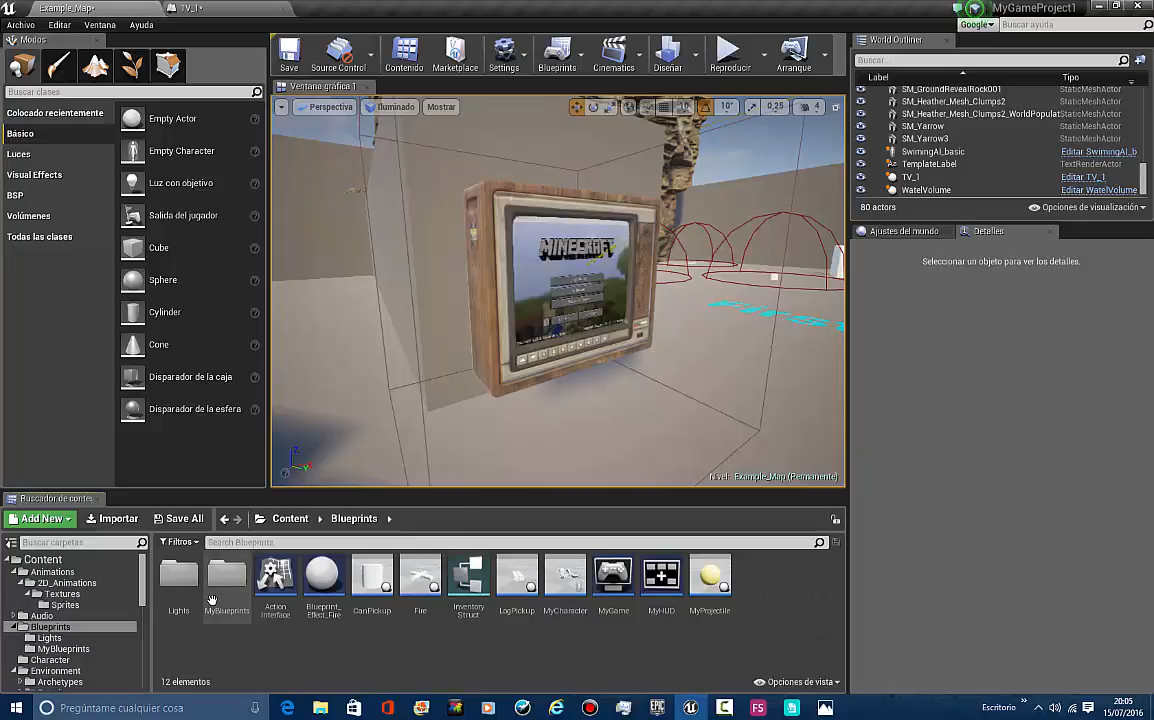 Example_Map*
TV_1*
MyGameProject1
Archivo Editar Ventana Ayuda
Google
Buscar ayuda
Modos
Buscar clases
Colocado recientemente
Básico
Luces
Visual Effects
BSP
Volúmenes
Todas las clases
Empty Actor
Empty Character
Luz con objetivo
Salida del jugador
Cube
Sphere
Cylinder
Cone
Disparador de la caja
Disparador de la esfera
Save
Source Control
Contenido
Marketplace
Settings
Blueprints
Cinematics
Diseñar
Reproducir
Arranque
Ventana gráfica 1
Perspectiva
Iluminado
Mostrar
10
10°
0,25
4
MINECRAFT
Nivel: Example_Map (Permanente)
World Outliner
Buscar...
Label
Tipo
SM_GroundRevealRock001 StaticMeshActor
SM_Heather_Mesh_Clumps2 StaticMeshActor
SM_Heather_Mesh_Clumps2_WorldPopulat StaticMeshActor
SM_Yarrow StaticMeshActor
SM_Yarrow3 StaticMeshActor
SwimingAI_basic Editar SwimingAI_b
TemplateLabel TextRenderActor
TV_1 Editar TV_1
WatelVolume Editar WatelVolume
80 actors
Opciones de visualización
Ajustes del mundo
Detalles
Seleccionar un objeto para ver los detalles.
Buscador de conte
Add New
Importar
Save All
Content
Blueprints
Buscar carpetas
Filtros
Search Blueprints
Content
Animations
2D_Animations
Textures
Sprites
Audio
Blueprints
Lights
MyBlueprints
Character
Environment
Archetypes
Lights
MyBlueprints
Action Interface
Blueprint_Effect_Fire
CanPickup
Fire
Inventory Struct
LogPickup
MyCharacter
MyGame
MyHUD
MyProjectile
12 elementos
Opciones de vista
Pregúntame cualquier cosa
Escritorio
20:05
15/07/2016